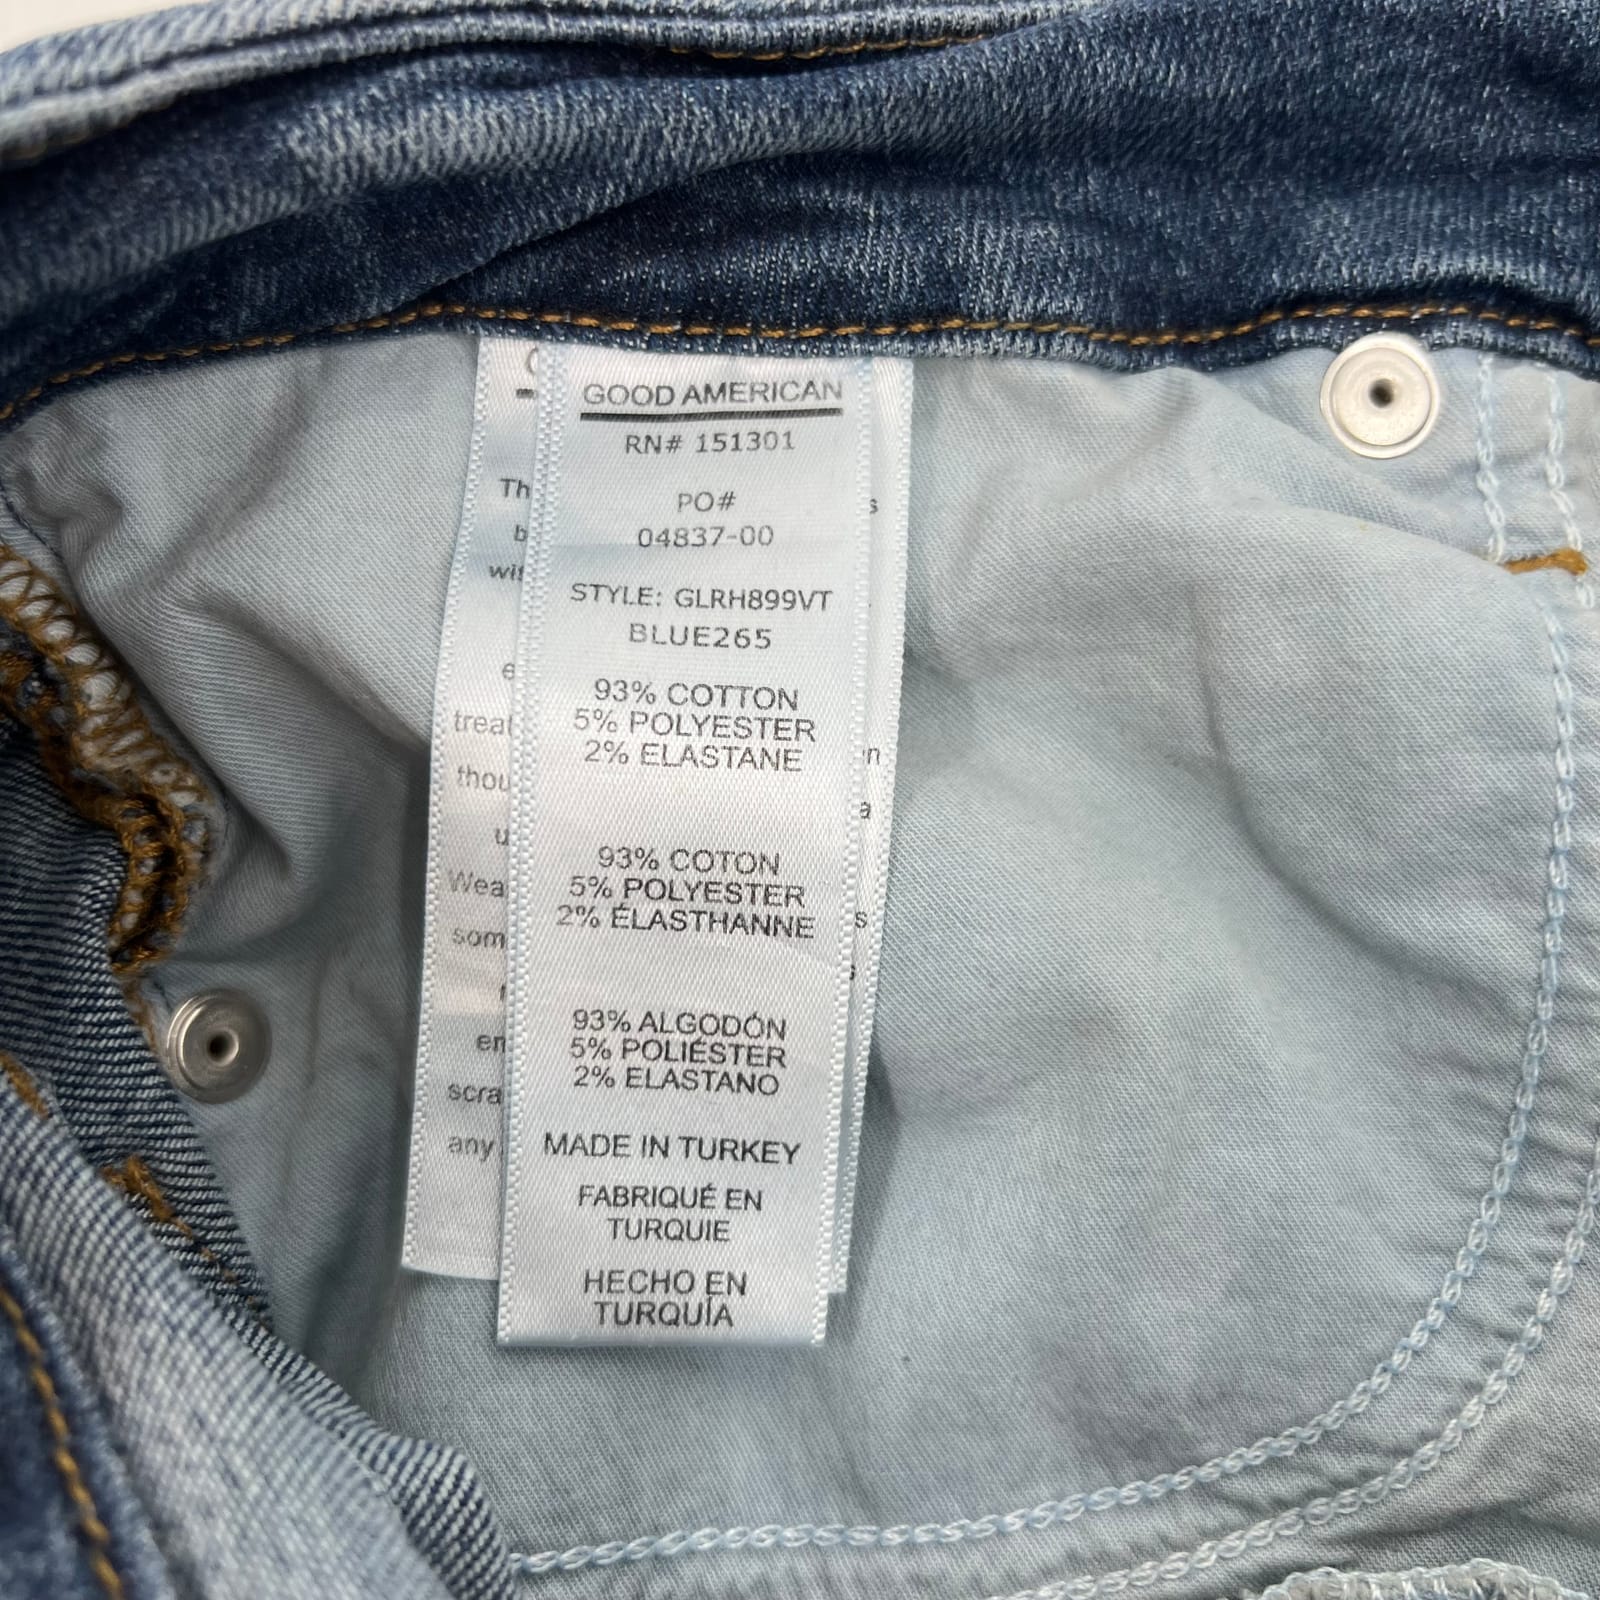 GOOD AMERICAN
RN# 151301
PO#
04837-00
STYLE: GLRH899VT
BLUE265
93% COTTON
5% POLYESTER
2% ELASTANE
93% COTON
5% POLYESTER
2% ÉLASTHANNE
93% ALGODÓN
5% POLIÉSTER
2% ELASTANO
MADE IN TURKEY
FABRIQUÉ EN
TURQUIE
HECHO EN
TURQUÍA
any